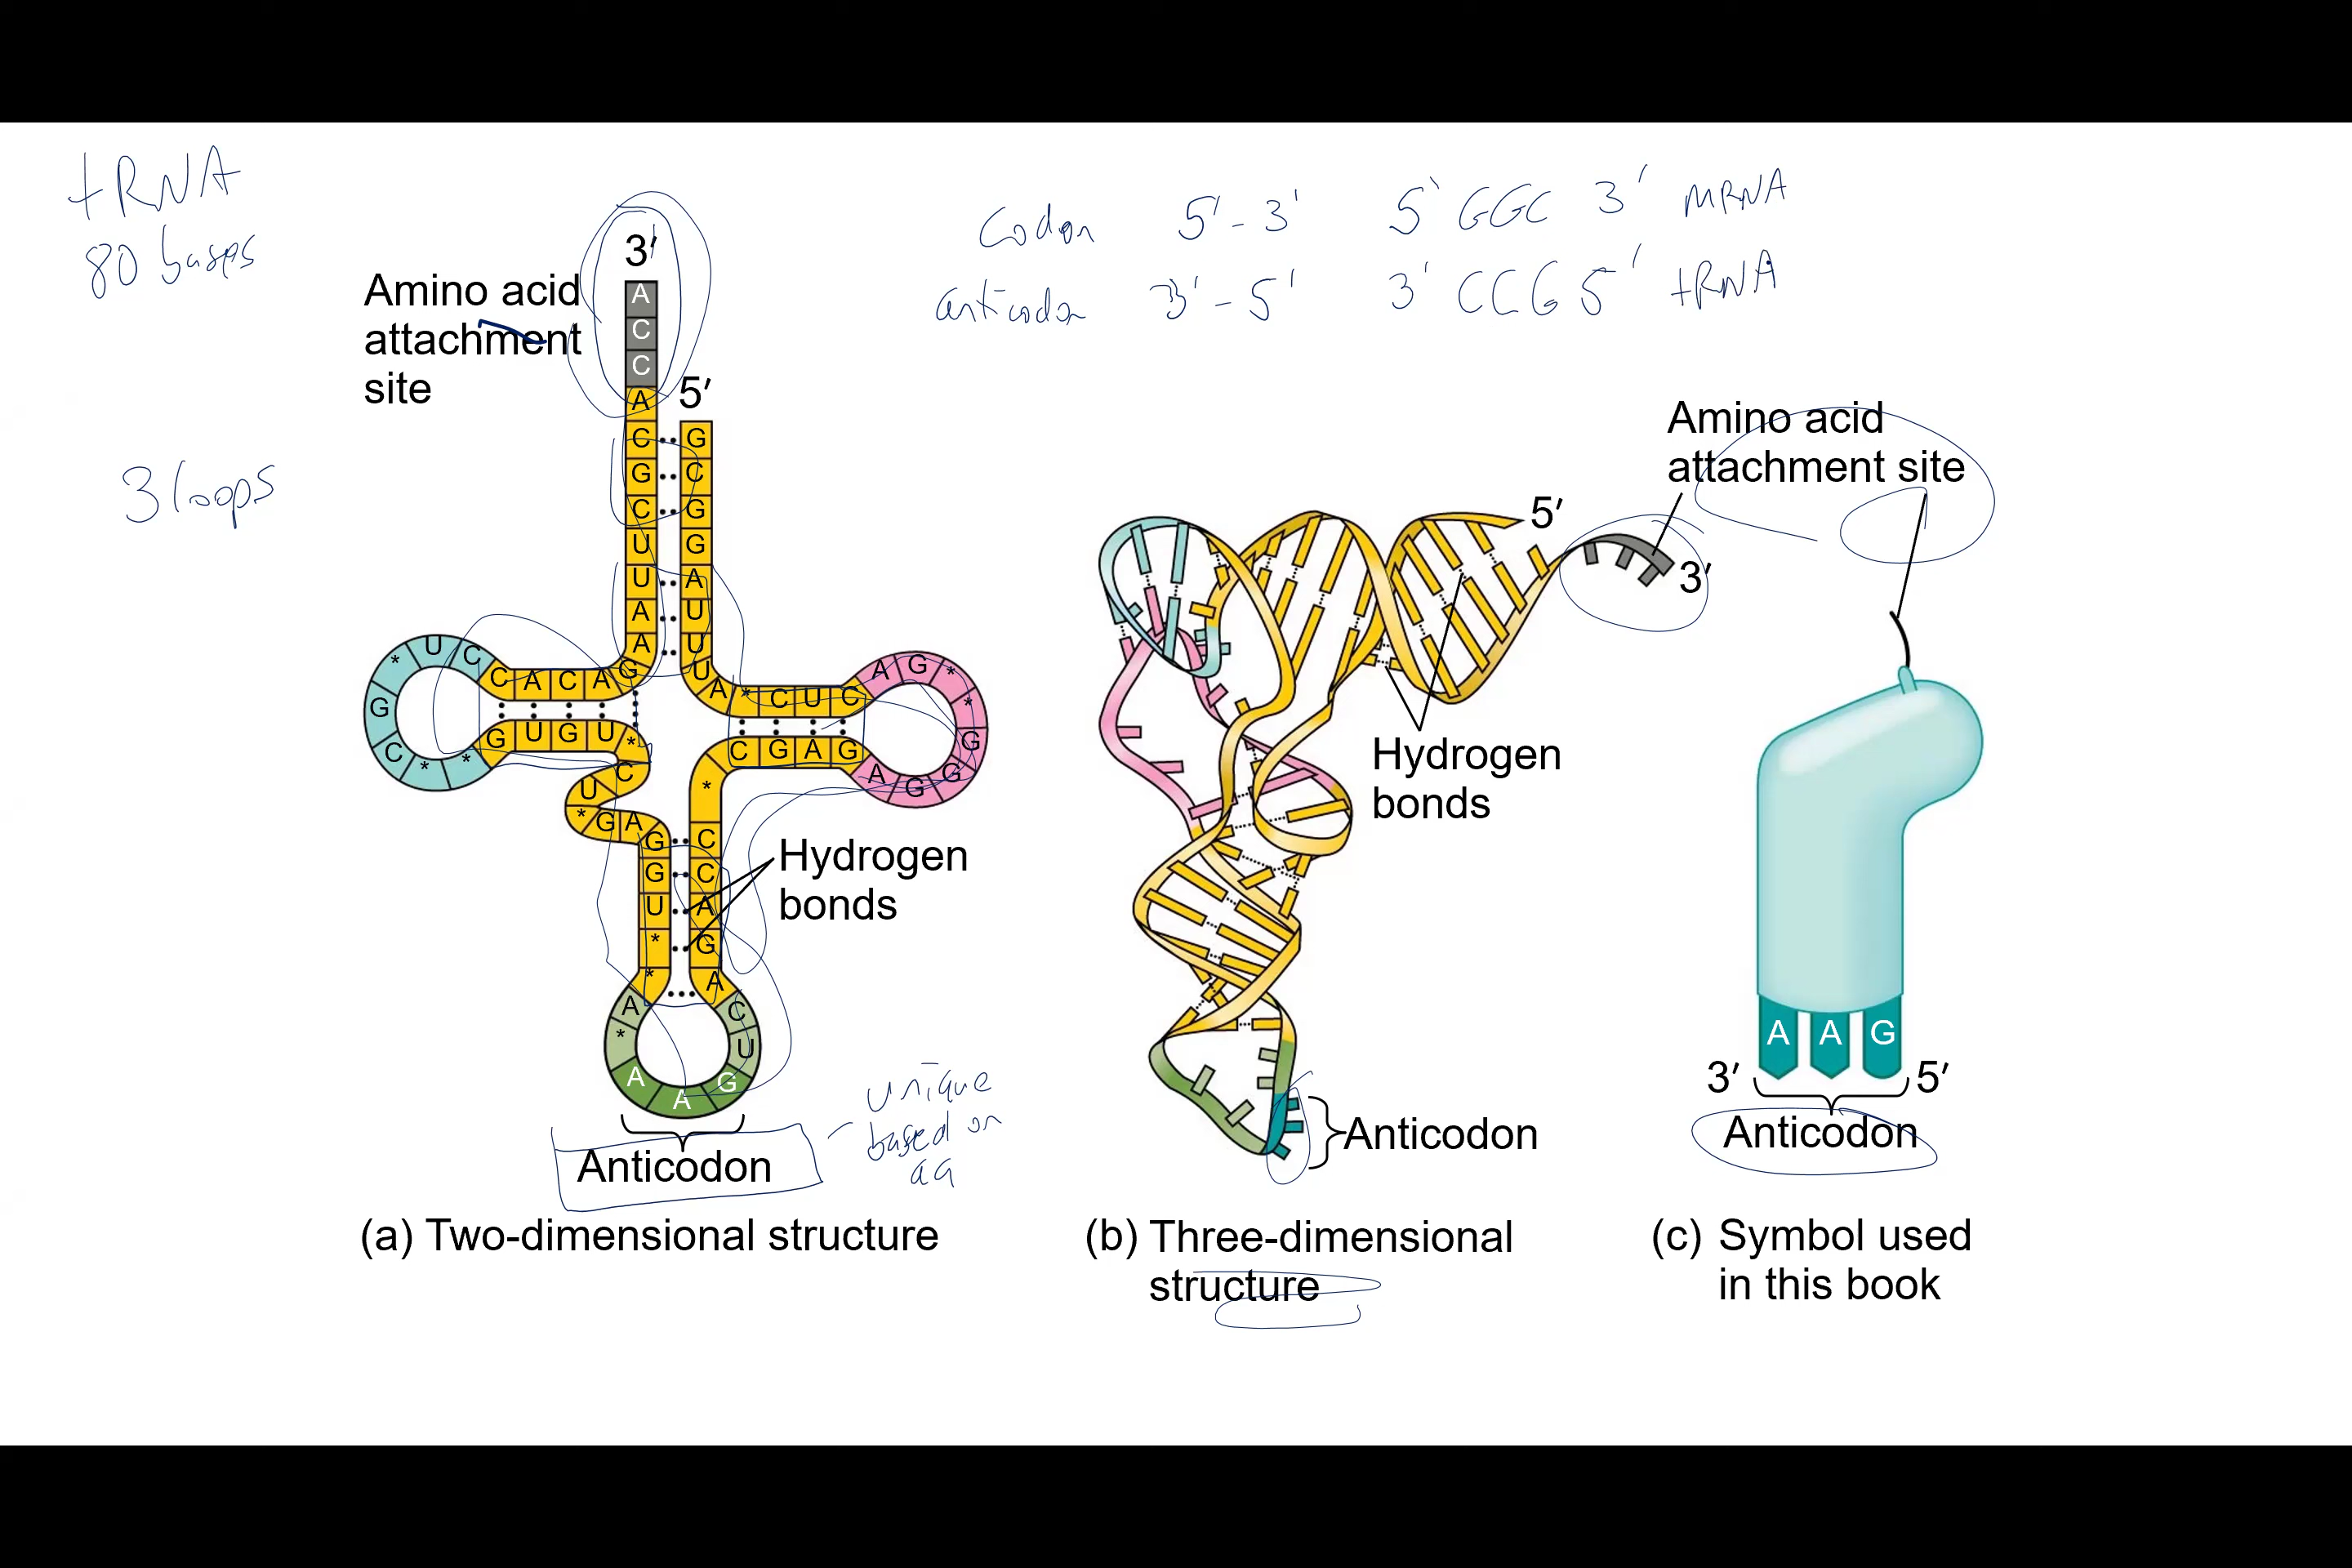 tRNA
80 bases
3 loops
Codon 5' - 3' 5' GGC 3' mRNA
anticodon 3' - 5' 3' CCG 5' tRNA
3′
Amino acid
attachment
site
A
C
C
A
5′
C G
G C
C G
U G
U A
A U
A U
G U
A
* U C
C A C A
G
C * *
G U G U *
C
U
* G A
* C U C
A G *
*
G
G
G
A
C G A G
*
G C
G C
U A
* G
* A
A C
* U
A A G
Hydrogen
bonds
Anticodon
unique
based on
aa
(a) Two-dimensional structure
5′
Amino acid
attachment site
3′
Hydrogen
bonds
Anticodon
(b) Three-dimensional
structure
A A G
3′ 5′
Anticodon
(c) Symbol used
in this book